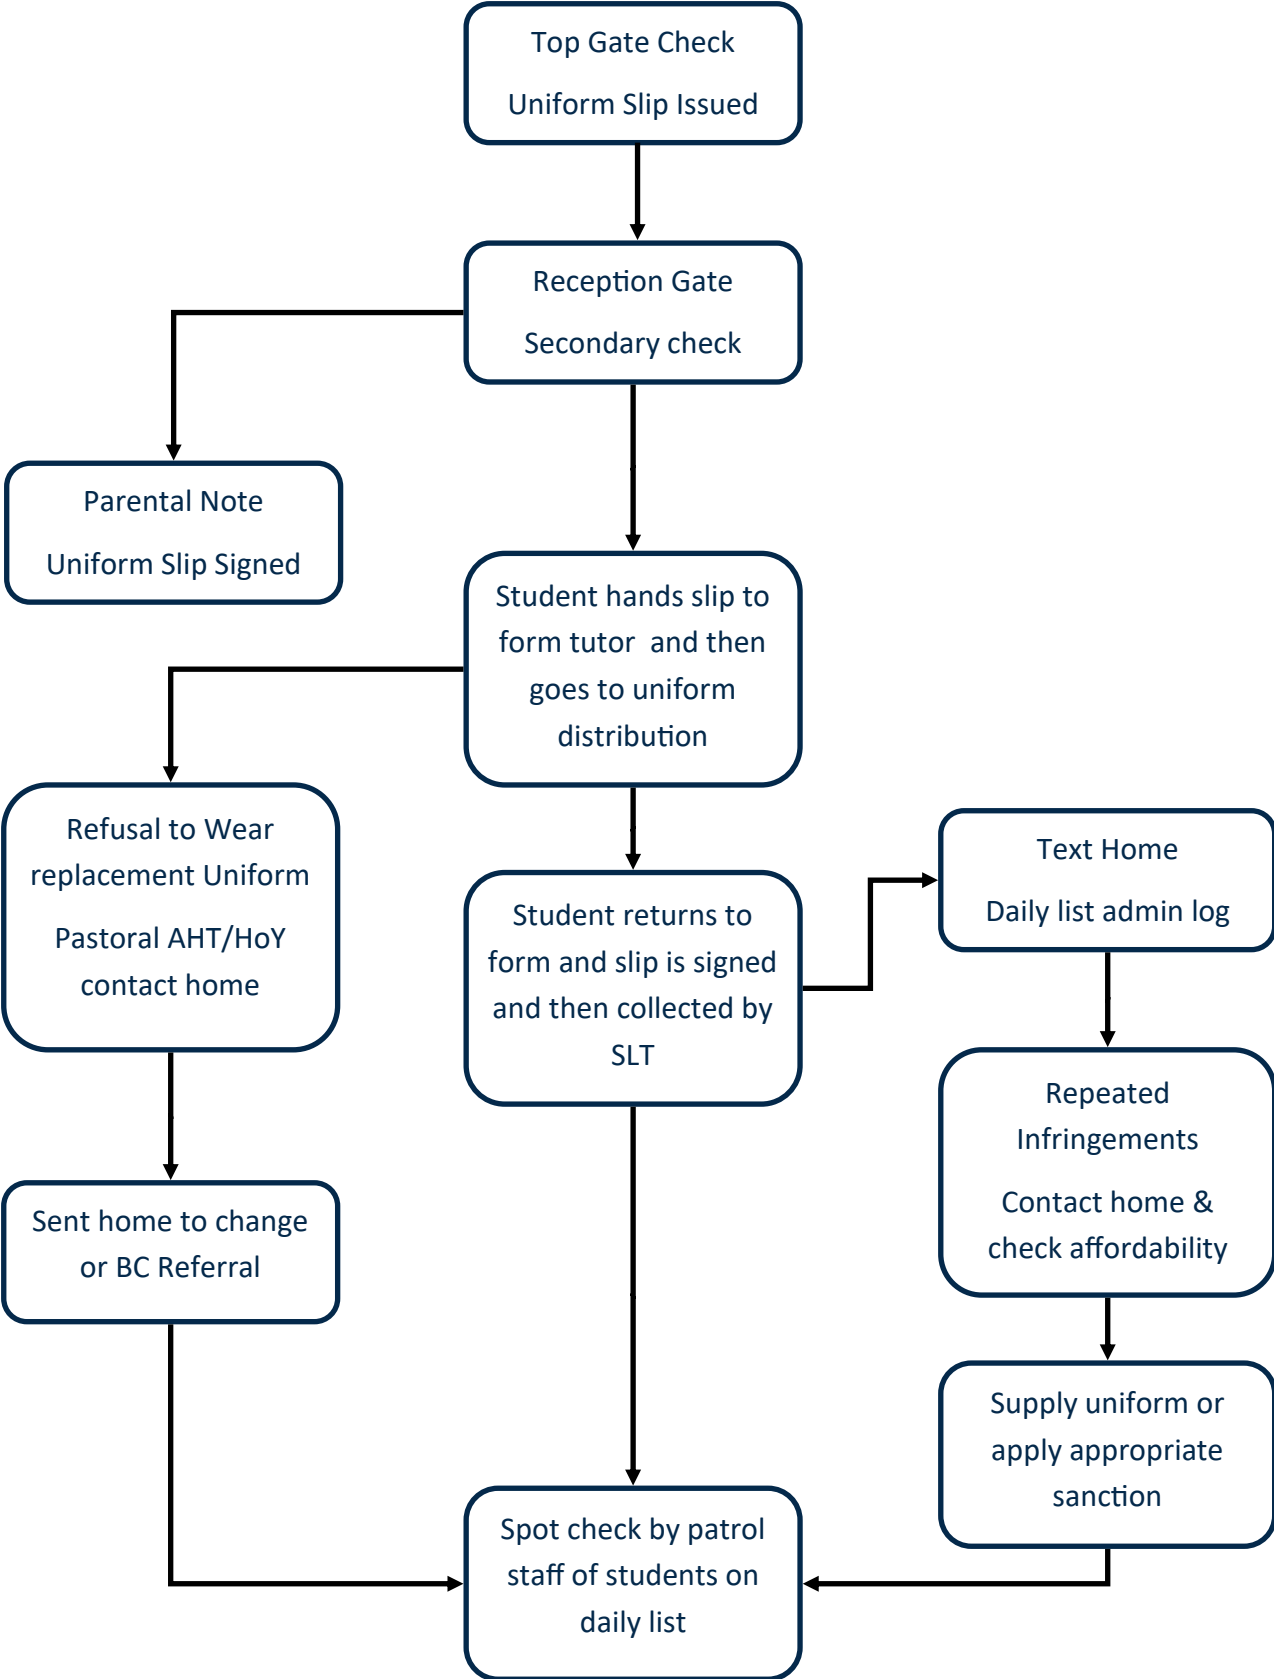 Top Gate Check
Uniform Slip Issued
Reception Gate
Secondary check
Parental Note
Uniform Slip Signed
Student hands slip to
form tutor and then
goes to uniform
distribution
Refusal to Wear
replacement Uniform
Pastoral AHT/HoY
contact home
Student returns to
form and slip is signed
and then collected by
SLT
Text Home
Daily list admin log
Repeated
Infringements
Contact home &
check affordability
Sent home to change
or BC Referral
Supply uniform or
apply appropriate
sanction
Spot check by patrol
staff of students on
daily list